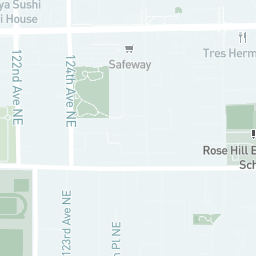 ya Sushi
i House
Safeway
Tres Herm
122nd Ave NE
124th Ave NE
Rose Hill E
Sch
123rd Ave NE
Pl NE